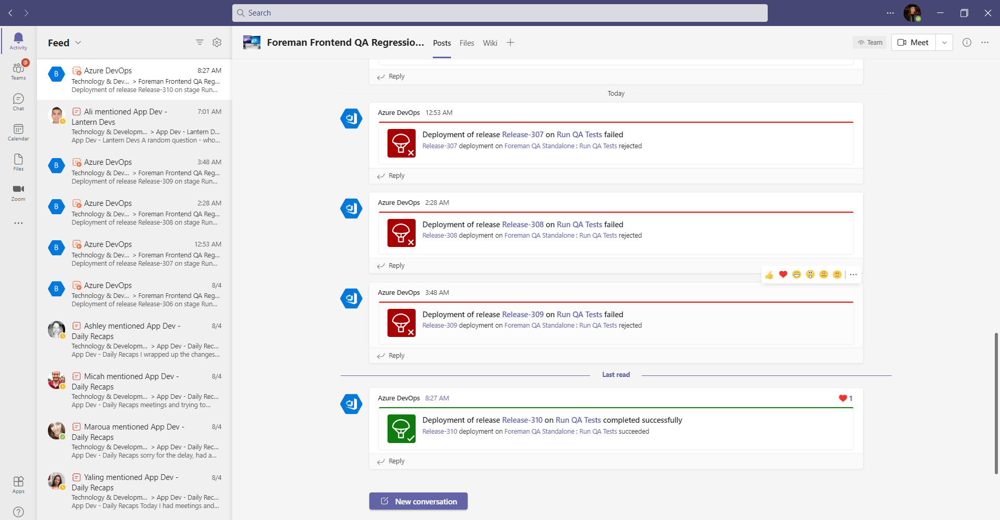 Search
Activity
Teams
@
Chat
Calendar
Files
Zoom
Apps
Feed
B
Azure DevOps 8:27 AM
Technology & Dev... > Foreman Frontend QA Reg...
Deployment of release Release-310 on stage Run...
Ali mentioned App Dev - 7:01 AM
Lantern Devs
Technology & Developm... > App Dev - Lantern D...
App Dev - Lantern Devs A random question - who...
B
Azure DevOps 3:48 AM
Technology & Dev... > Foreman Frontend QA Reg...
Deployment of release Release-309 on stage Run...
B
Azure DevOps 2:28 AM
Technology & Dev... > Foreman Frontend QA Reg...
Deployment of release Release-308 on stage Run...
B
Azure DevOps 12:53 AM
Technology & Dev... > Foreman Frontend QA Reg...
Deployment of release Release-307 on stage Run...
B
Azure DevOps 8/4
Technology & Dev... > Foreman Frontend QA Reg...
Deployment of release Release-306 on stage Run...
Ashley mentioned App Dev - 8/4
Daily Recaps
Technology & Developm... > App Dev - Daily Rec...
App Dev - Daily Recaps I wrapped up the changes...
Micah mentioned App Dev - 8/4
Daily Recaps
Technology & Developm... > App Dev - Daily Rec...
App Dev - Daily Recaps meetings and trying to...
Maroua mentioned App Dev - 8/4
Daily Recaps
Technology & Developm... > App Dev - Daily Rec...
App Dev - Daily Recaps sorry for the delay, had a...
Yaling mentioned App Dev - 8/4
Daily Recaps
Technology & Developm... > App Dev - Daily Rec...
App Dev - Daily Recaps Today I had meetings and...
Foreman Frontend QA Regressio... Posts Files Wiki
Team Meet
Reply
Today
Azure DevOps 12:53 AM
Deployment of release Release-307 on Run QA Tests failed
Release-307 deployment on Foreman QA Standalone : Run QA Tests rejected
Reply
Azure DevOps 2:28 AM
Deployment of release Release-308 on Run QA Tests failed
Release-308 deployment on Foreman QA Standalone : Run QA Tests rejected
Reply
Azure DevOps 3:48 AM
Deployment of release Release-309 on Run QA Tests failed
Release-309 deployment on Foreman QA Standalone : Run QA Tests rejected
Reply
Last read
Azure DevOps 8:27 AM 1
Deployment of release Release-310 on Run QA Tests completed successfully
Release-310 deployment on Foreman QA Standalone : Run QA Tests succeeded
Reply
New conversation